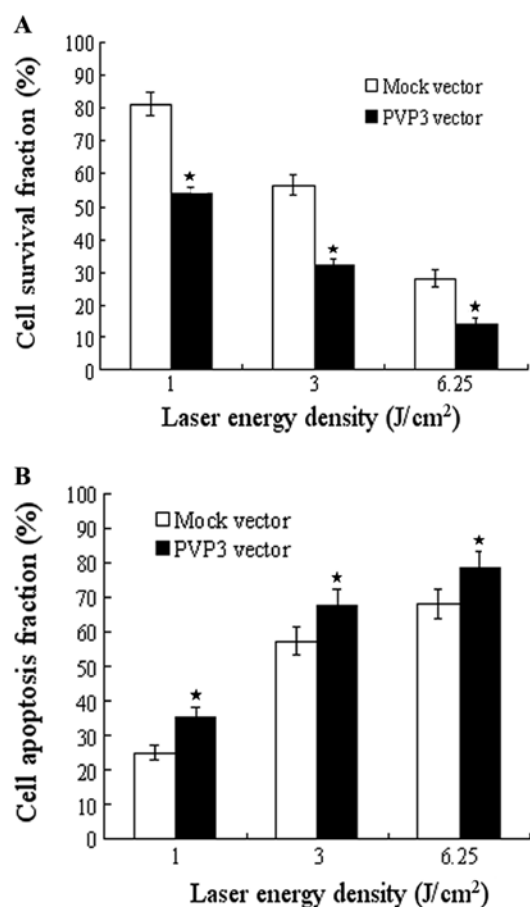 A
Cell survival fraction (%)
100
90
80
70
60
50
40
30
20
10
0
Mock vector
PVP3 vector
1 3 6.25
Laser energy density (J/cm²)
B
Cell apoptosis fraction (%)
100
90
80
70
60
50
40
30
20
10
0
Mock vector
PVP3 vector
1 3 6.25
Laser energy density (J/cm²)